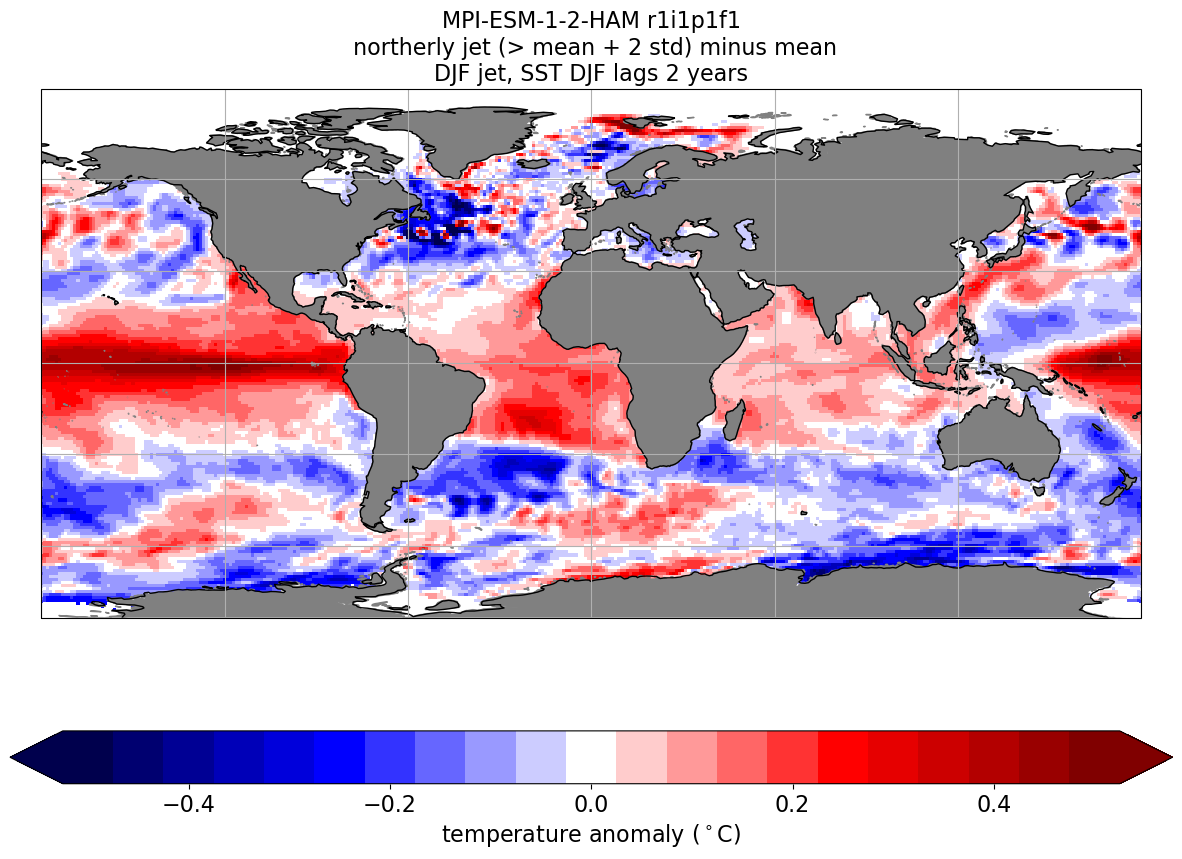 MPI-ESM-1-2-HAM r1i1p1f1
northerly jet (> mean + 2 std) minus mean
DJF jet, SST DJF lags 2 years
−0.4 −0.2 0.0 0.2 0.4
temperature anomaly (°C)